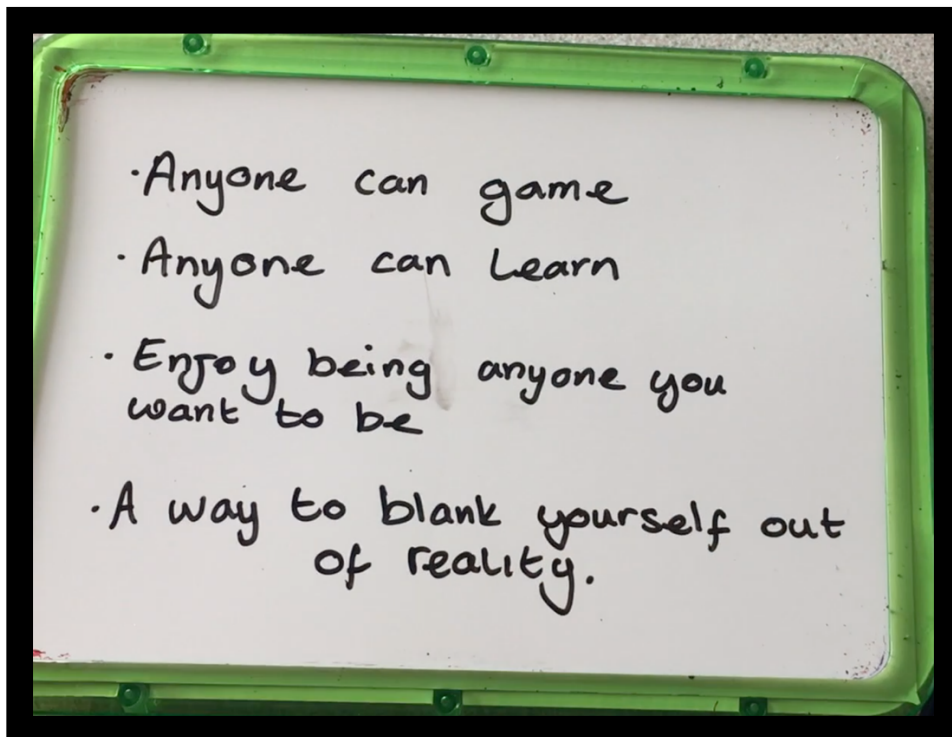 ·Anyone can game
·Anyone can Learn
·Enjoy being anyone you
want to be
·A way to blank yourself out
of reality.